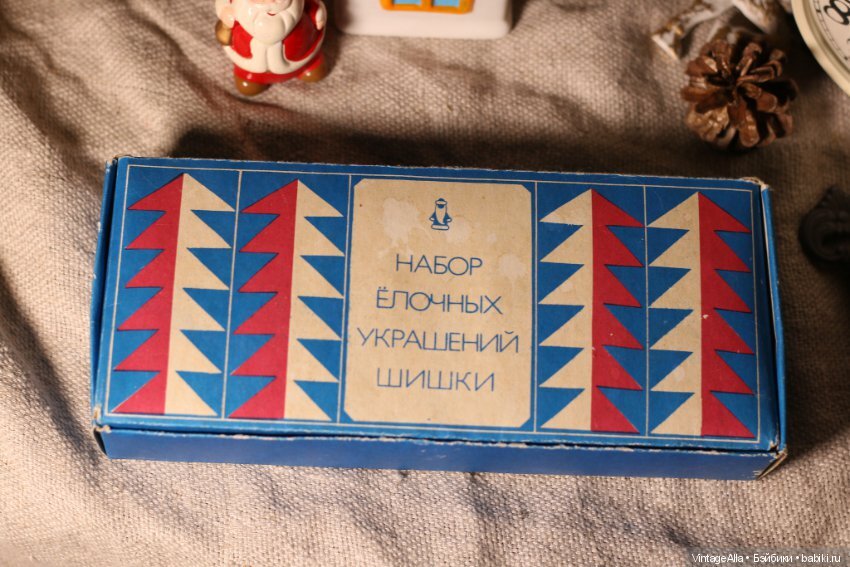 НАБОР
ЁЛОЧНЫХ
УКРАШЕНИЙ
ШИШКИ
VintageAlla • Бэйбики • babiki.ru